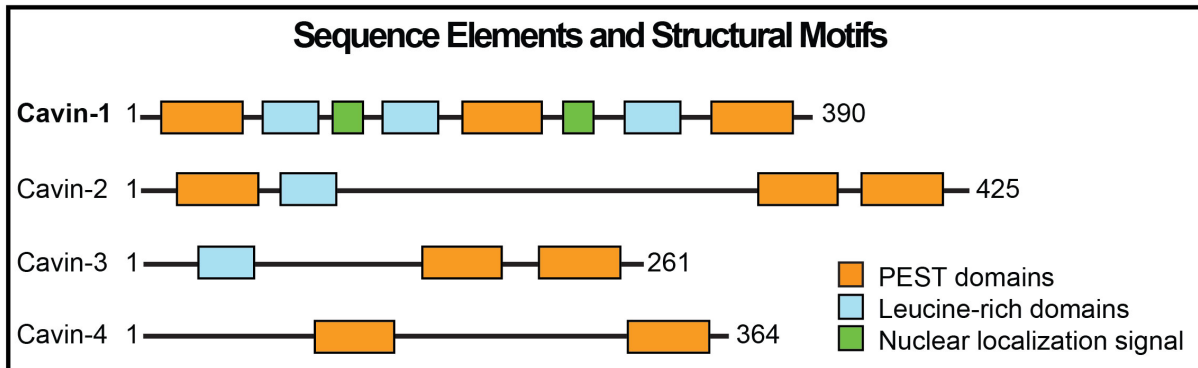 Sequence Elements and Structural Motifs
Cavin-1 1 390
Cavin-2 1 425
Cavin-3 1 261
Cavin-4 1 364
PEST domains
Leucine-rich domains
Nuclear localization signal